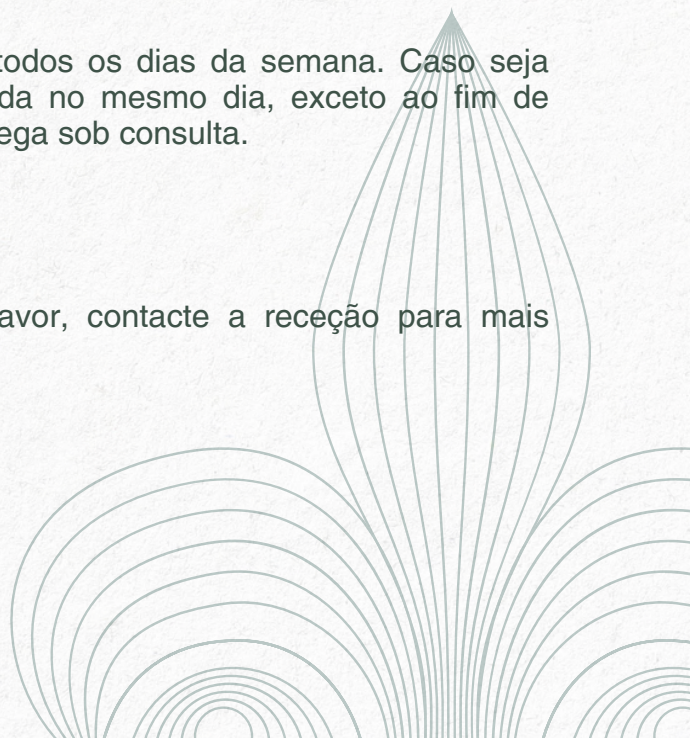 todos os dias da semana. Caso seja
da no mesmo dia, exceto ao fim de
ega sob consulta.
avor, contacte a receção para mais